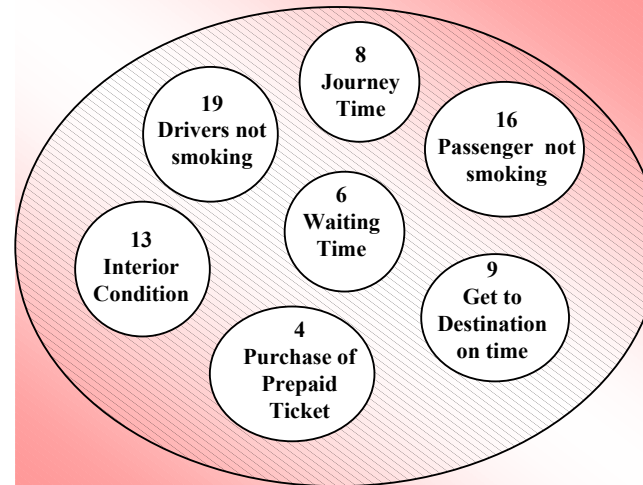 8
Journey
Time
19
Drivers not
smoking
16
Passenger not
smoking
6
Waiting
Time
13
Interior
Condition
9
Get to
Destination
on time
4
Purchase of
Prepaid
Ticket